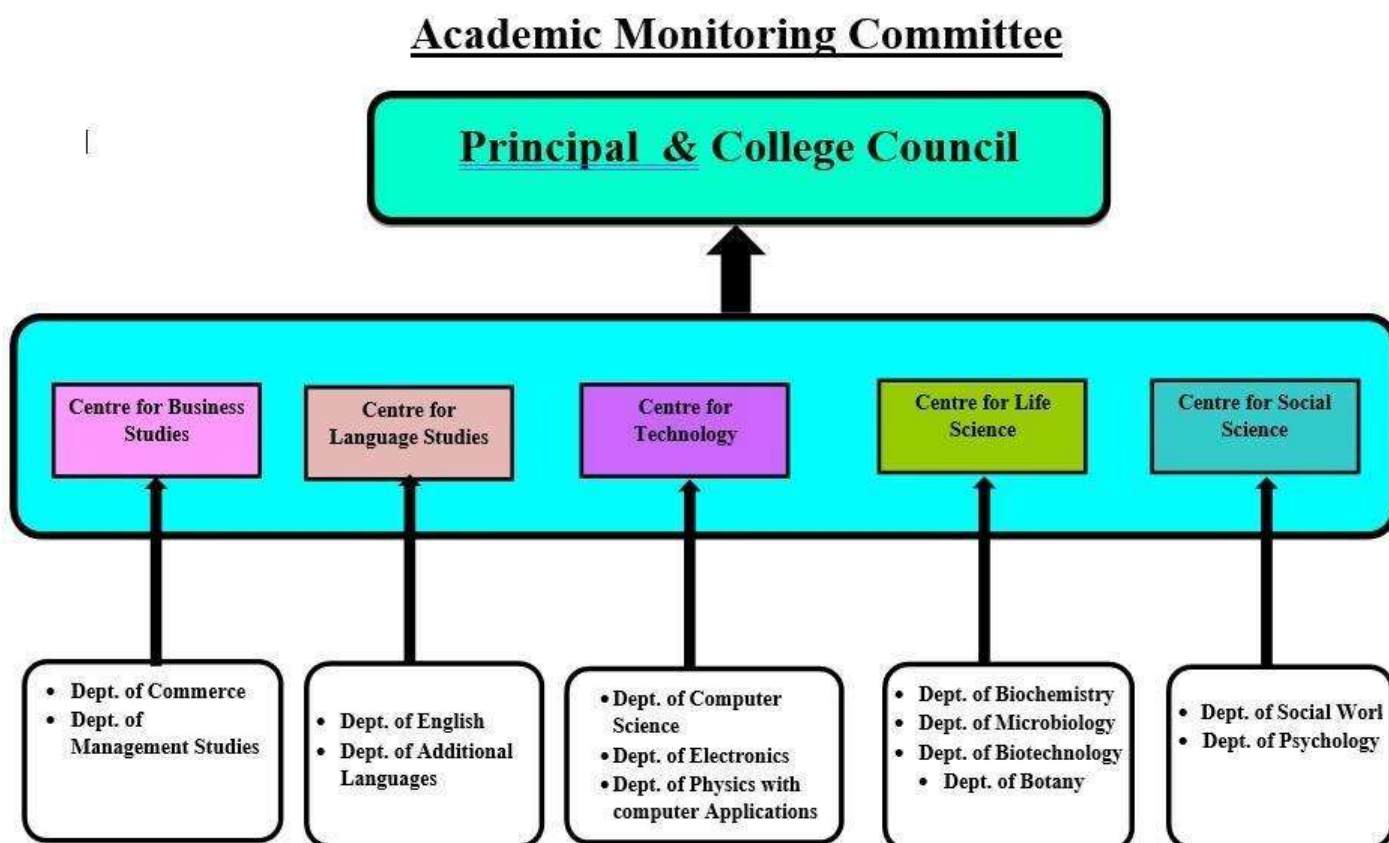 Academic Monitoring Committee
Principal & College Council
Centre for Business
Studies
Centre for
Language Studies
Centre for
Technology
Centre for Life
Science
Centre for Social
Science
• Dept. of Commerce
• Dept. of
Management Studies
• Dept. of English
• Dept. of Additional
Languages
• Dept. of Computer
Science
• Dept. of Electronics
• Dept. of Physics with
computer Applications
• Dept. of Biochemistry
• Dept. of Microbiology
• Dept. of Biotechnology
• Dept. of Botany
• Dept. of Social Work
• Dept. of Psychology